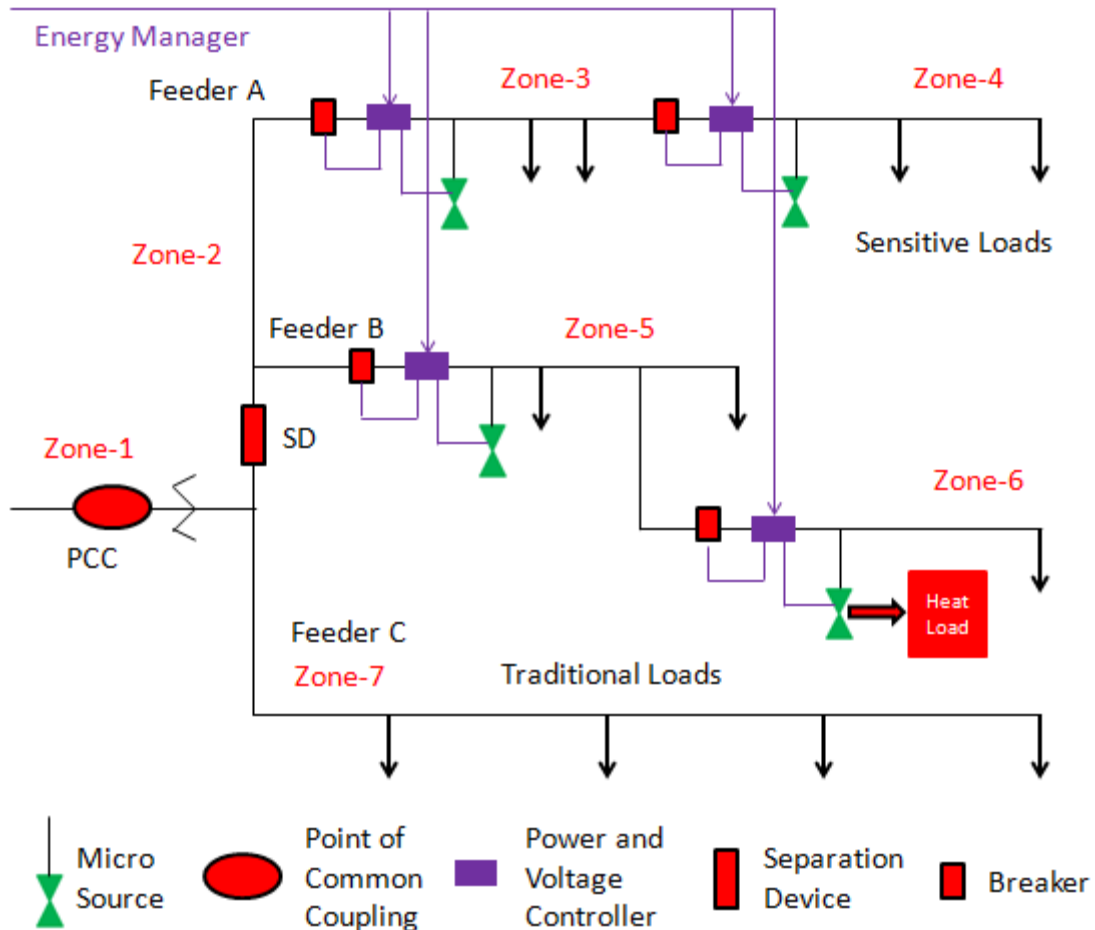 Energy Manager
Feeder A
Zone-3
Zone-4
Zone-2
Sensitive Loads
Feeder B
Zone-5
Zone-1
SD
Zone-6
PCC
Heat
Load
Feeder C
Zone-7
Traditional Loads
Micro
Source
Point of
Common
Coupling
Power and
Voltage
Controller
Separation
Device
Breaker